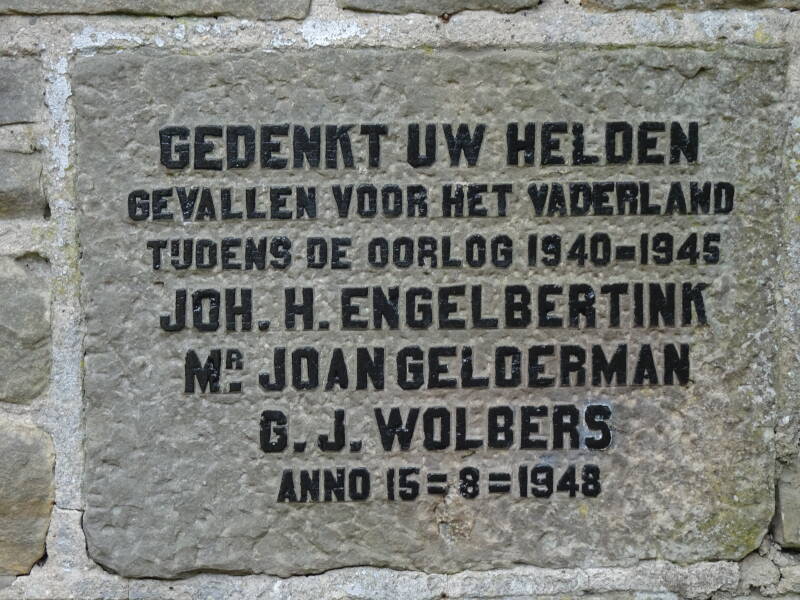 GEDENKT UW HELDEN
GEVALLEN VOOR HET VADERLAND
TIJDENS DE OORLOG 1940=1945
JOH. H. ENGELBERTINK
MR. JOAN GELDERMAN
G. J. WOLBERS
ANNO 15=8=1948